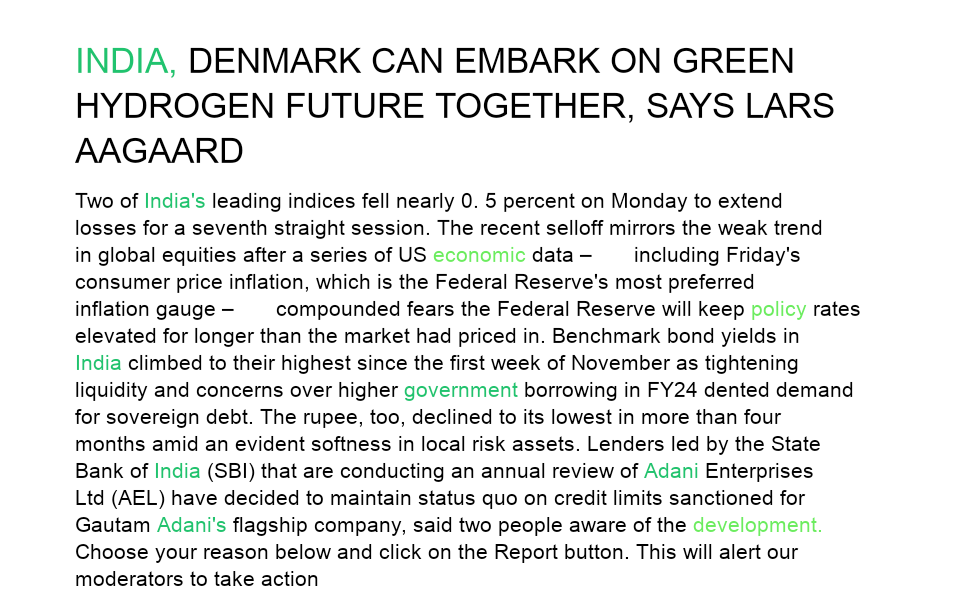 INDIA, DENMARK CAN EMBARK ON GREEN
HYDROGEN FUTURE TOGETHER, SAYS LARS
AAGAARD
Two of India's leading indices fell nearly 0. 5 percent on Monday to extend
losses for a seventh straight session. The recent selloff mirrors the weak trend
in global equities after a series of US economic data – including Friday's
consumer price inflation, which is the Federal Reserve's most preferred
inflation gauge – compounded fears the Federal Reserve will keep policy rates
elevated for longer than the market had priced in. Benchmark bond yields in
India climbed to their highest since the first week of November as tightening
liquidity and concerns over higher government borrowing in FY24 dented demand
for sovereign debt. The rupee, too, declined to its lowest in more than four
months amid an evident softness in local risk assets. Lenders led by the State
Bank of India (SBI) that are conducting an annual review of Adani Enterprises
Ltd (AEL) have decided to maintain status quo on credit limits sanctioned for
Gautam Adani's flagship company, said two people aware of the development.
Choose your reason below and click on the Report button. This will alert our
moderators to take action